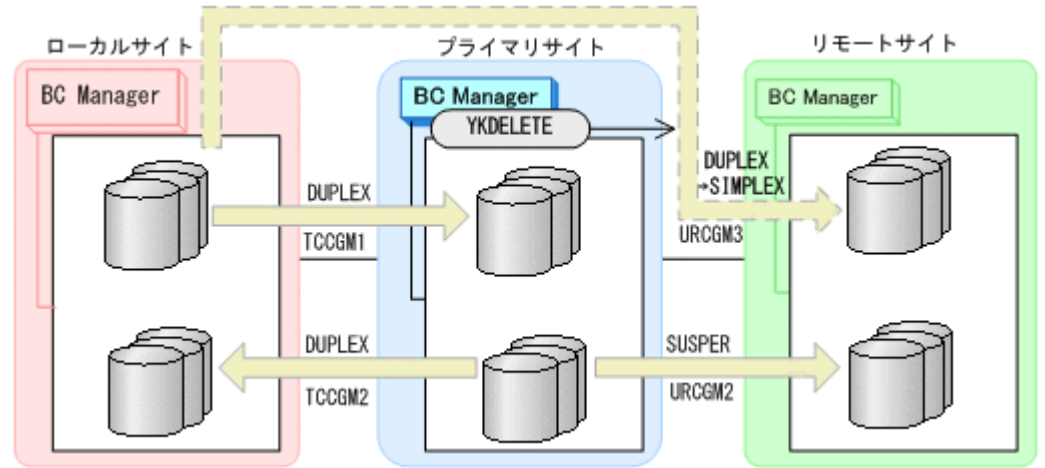 ローカルサイト
プライマリサイト
リモートサイト
BC Manager
BC Manager
BC Manager
YKDELETE
DUPLEX
→SIMPLEX
DUPLEX
TCCGM1
URCGM3
DUPLEX
SUSPER
TCCGM2
URCGM2